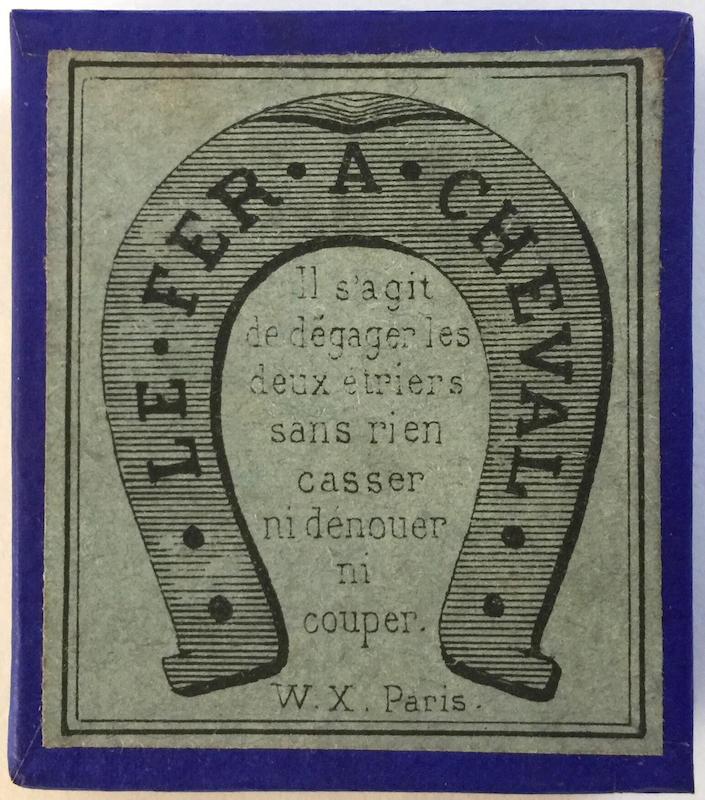 LE • FER • A • CHEVAL
Il s'agit
de dégager les
deux étriers
sans rien
casser
ni dénouer
ni
couper.
W. X. Paris.